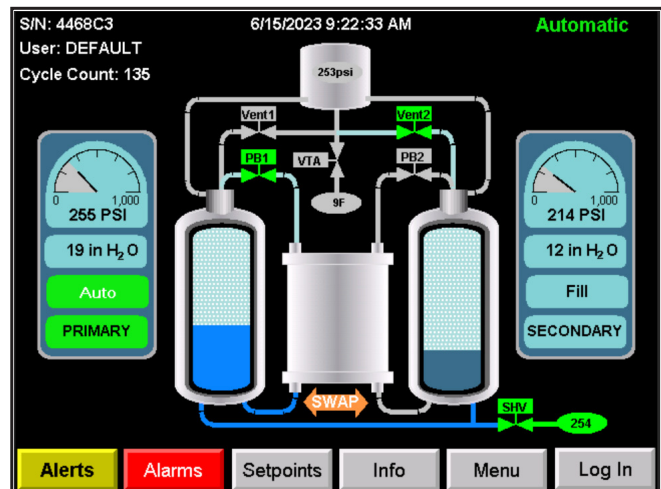 S/N: 4468C3
6/15/2023 9:22:33 AM
Automatic
User: DEFAULT
Cycle Count: 135
253psi
Vent1
Vent2
PB1
VTA
PB2
9F
0
1,000
255 PSI
19 in H₂O
Auto
PRIMARY
0
1,000
214 PSI
12 in H₂O
Fill
SECONDARY
SWAP
SHV
254
Alerts
Alarms
Setpoints
Info
Menu
Log In